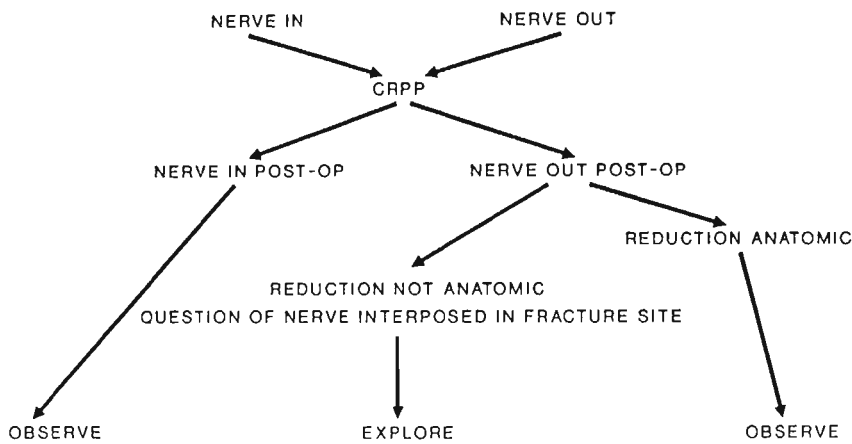 NERVE IN
NERVE OUT
CRPP
NERVE IN POST-OP
NERVE OUT POST-OP
REDUCTION ANATOMIC
REDUCTION NOT ANATOMIC
QUESTION OF NERVE INTERPOSED IN FRACTURE SITE
OBSERVE
EXPLORE
OBSERVE